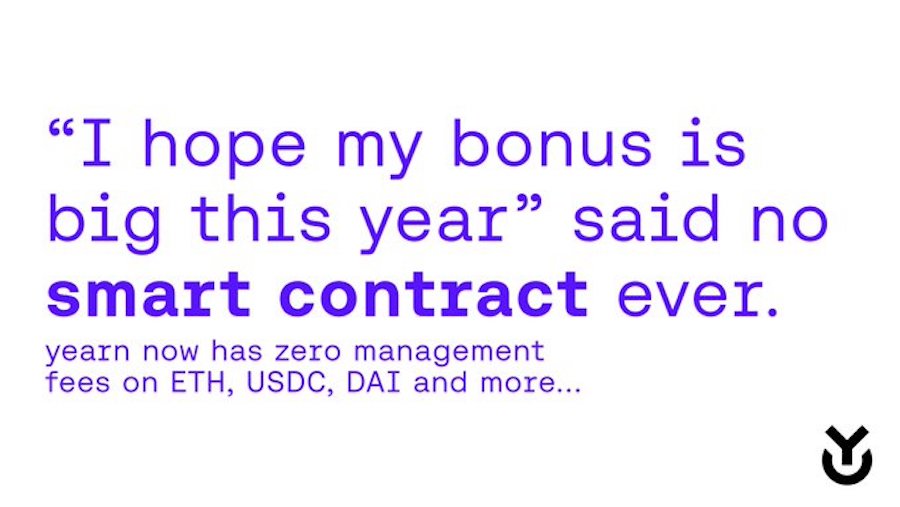 “I hope my bonus is
big this year” said no
smart contract ever.
yearn now has zero management
fees on ETH, USDC, DAI and more...